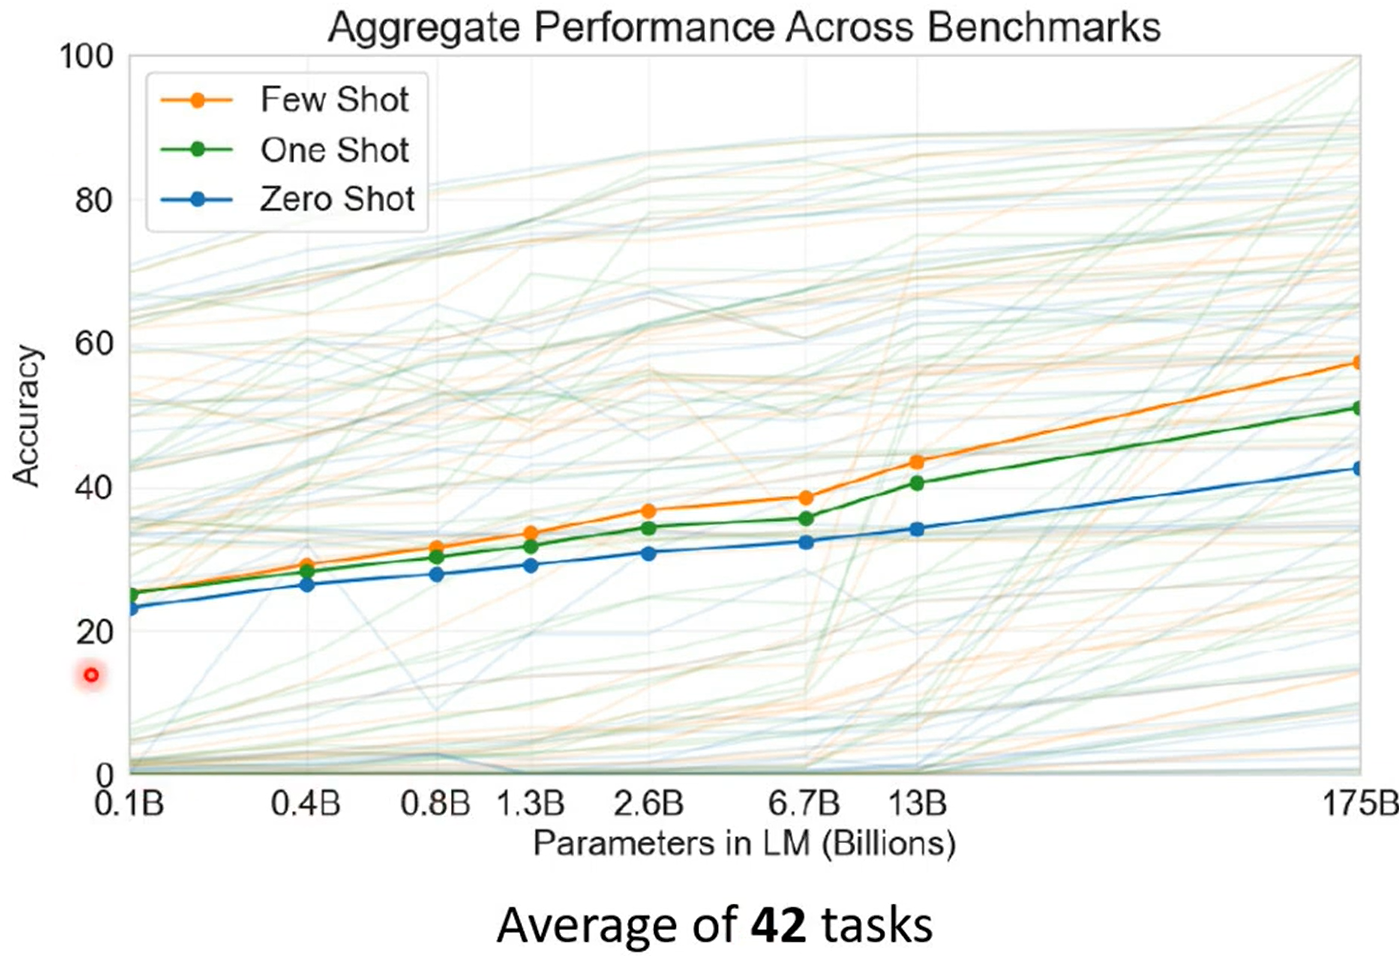 Aggregate Performance Across Benchmarks
100
Few Shot
One Shot
Zero Shot
80
60
40
20
0
Accuracy
0.1B 0.4B 0.8B 1.3B 2.6B 6.7B 13B 175B
Parameters in LM (Billions)
Average of 42 tasks